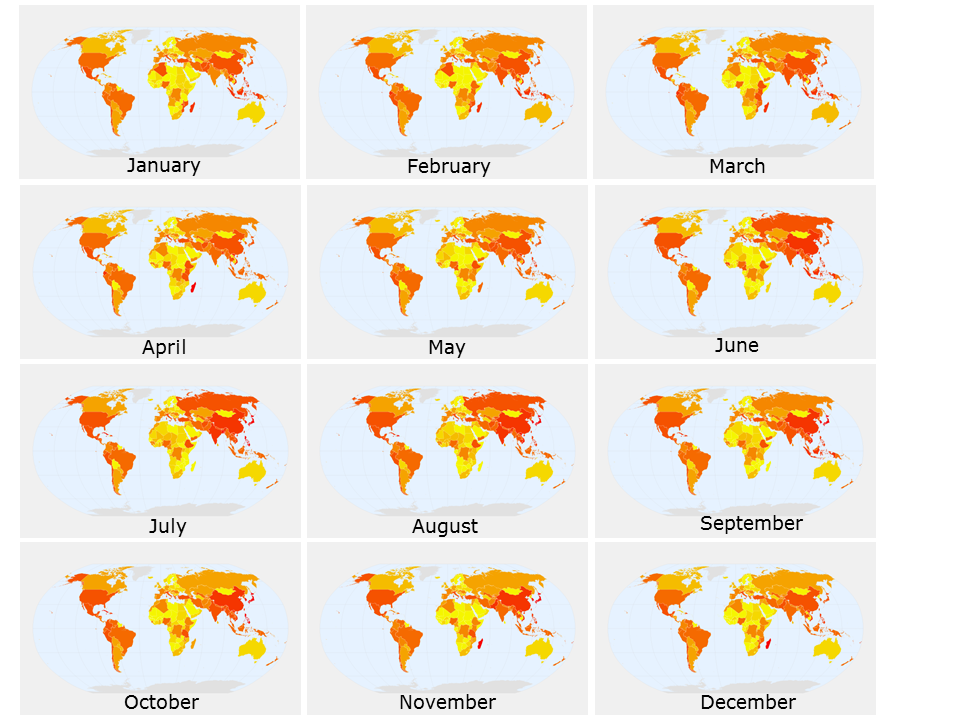 January
February
March
April
May
June
July
August
September
October
November
December